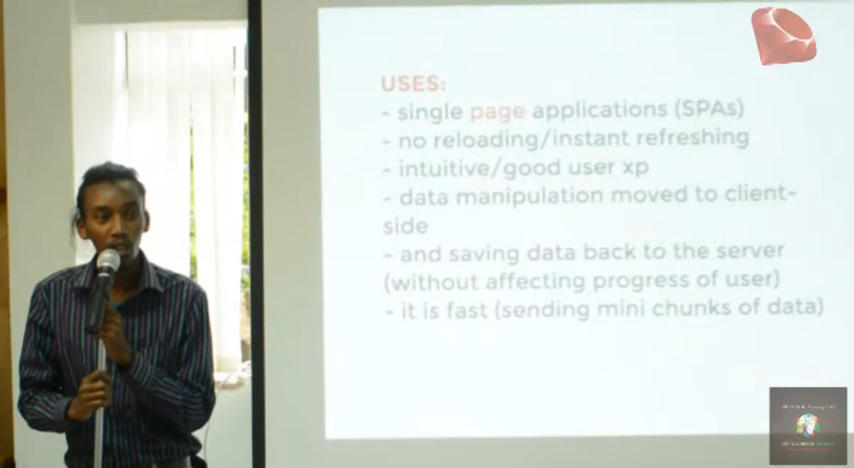 USES:
- single page applications (SPAs)
- no reloading/instant refreshing
- intuitive/good user xp
- data manipulation moved to client-
side
- and saving data back to the server
(without affecting progress of user)
- it is fast (sending mini chunks of data)